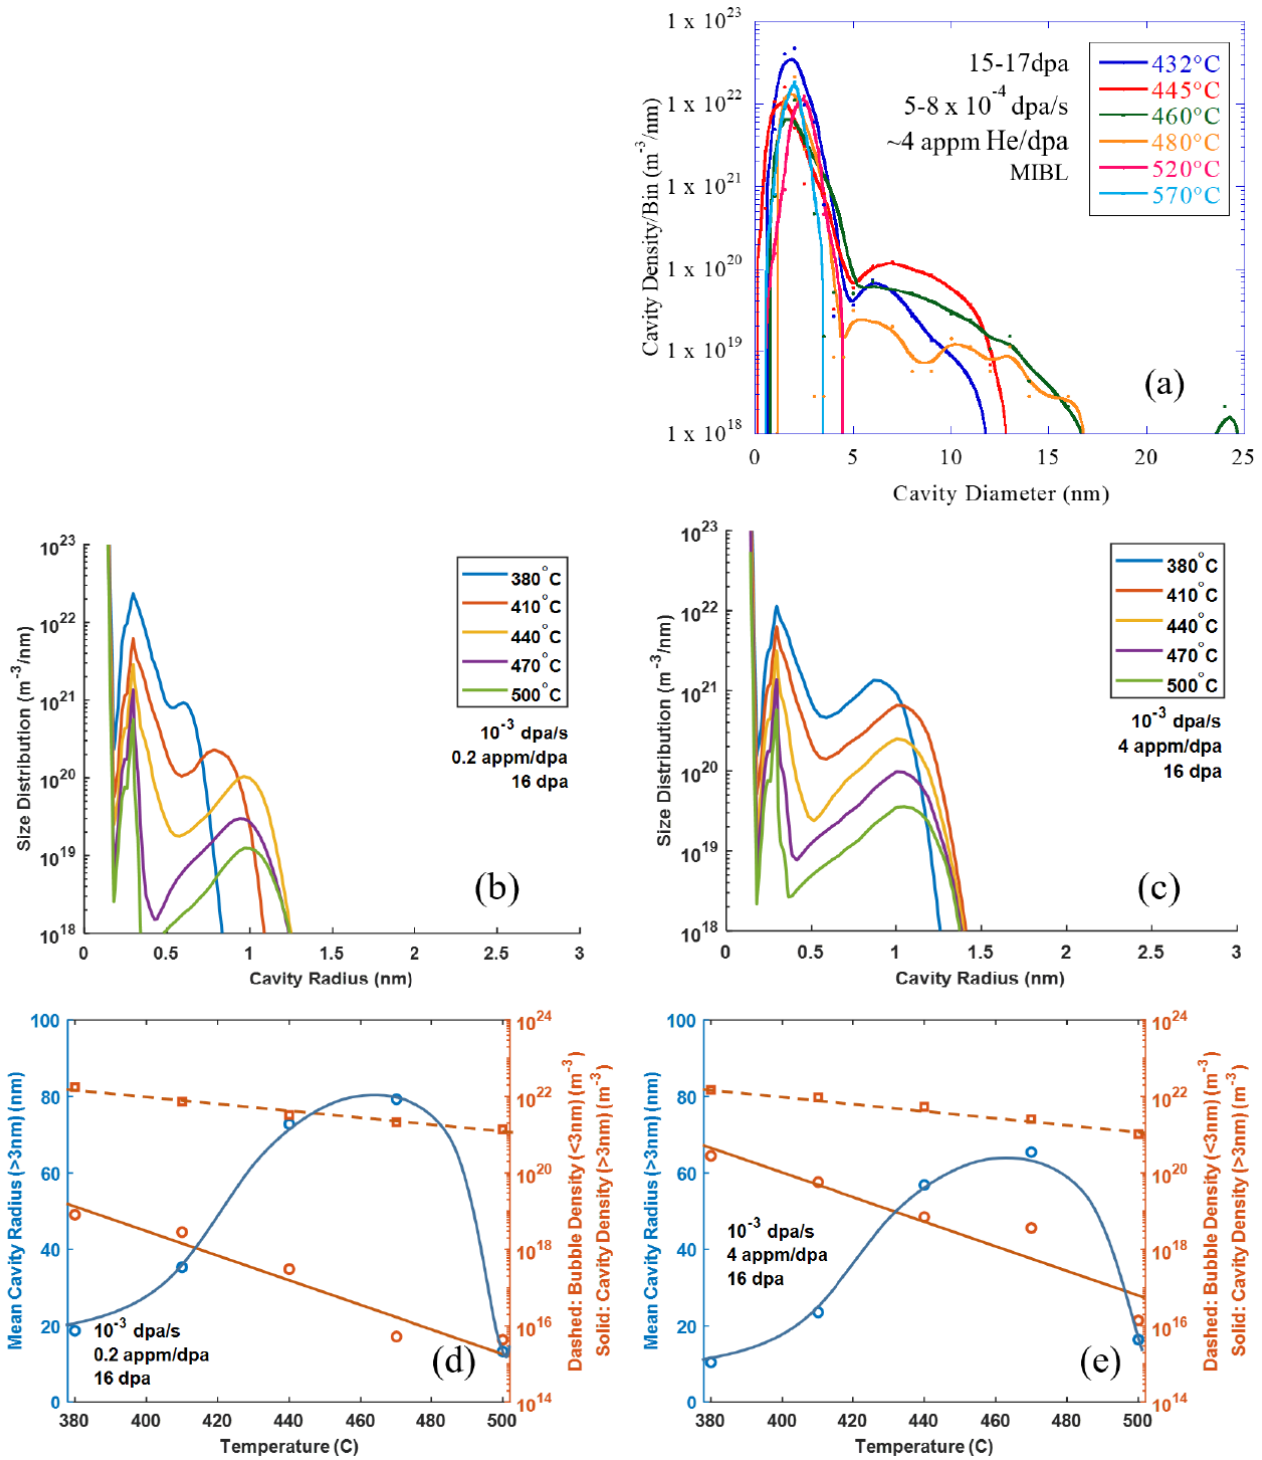 1 x 10^23
1 x 10^22
1 x 10^21
1 x 10^20
1 x 10^19
1 x 10^18
Cavity Density/Bin (m^-3/nm)
15-17dpa
5-8 x 10^-4 dpa/s
~4 appm He/dpa
MIBL
432°C
445°C
460°C
480°C
520°C
570°C
(a)
0 5 10 15 20 25
Cavity Diameter (nm)
10^23
10^22
10^21
10^20
10^19
10^18
Size Distribution (m^-3/nm)
380°C
410°C
440°C
470°C
500°C
10^-3 dpa/s
0.2 appm/dpa
16 dpa
(b)
0 0.5 1 1.5 2 2.5 3
Cavity Radius (nm)
10^23
10^22
10^21
10^20
10^19
10^18
Size Distribution (m^-3/nm)
380°C
410°C
440°C
470°C
500°C
10^-3 dpa/s
4 appm/dpa
16 dpa
(c)
0 0.5 1 1.5 2 2.5 3
Cavity Radius (nm)
100
80
60
40
20
0
Mean Cavity Radius (>3nm) (nm)
10^-3 dpa/s
0.2 appm/dpa
16 dpa
(d)
10^24
10^22
10^20
10^18
10^16
10^14
Dashed: Bubble Density (<3nm) (m^-3)
Solid: Cavity Density (>3nm) (m^-3)
380 400 420 440 460 480 500
Temperature (C)
100
80
60
40
20
0
Mean Cavity Radius (>3nm) (nm)
10^-3 dpa/s
4 appm/dpa
16 dpa
(e)
10^24
10^22
10^20
10^18
10^16
10^14
Dashed: Bubble Density (<3nm) (m^-3)
Solid: Cavity Density (>3nm) (m^-3)
380 400 420 440 460 480 500
Temperature (C)